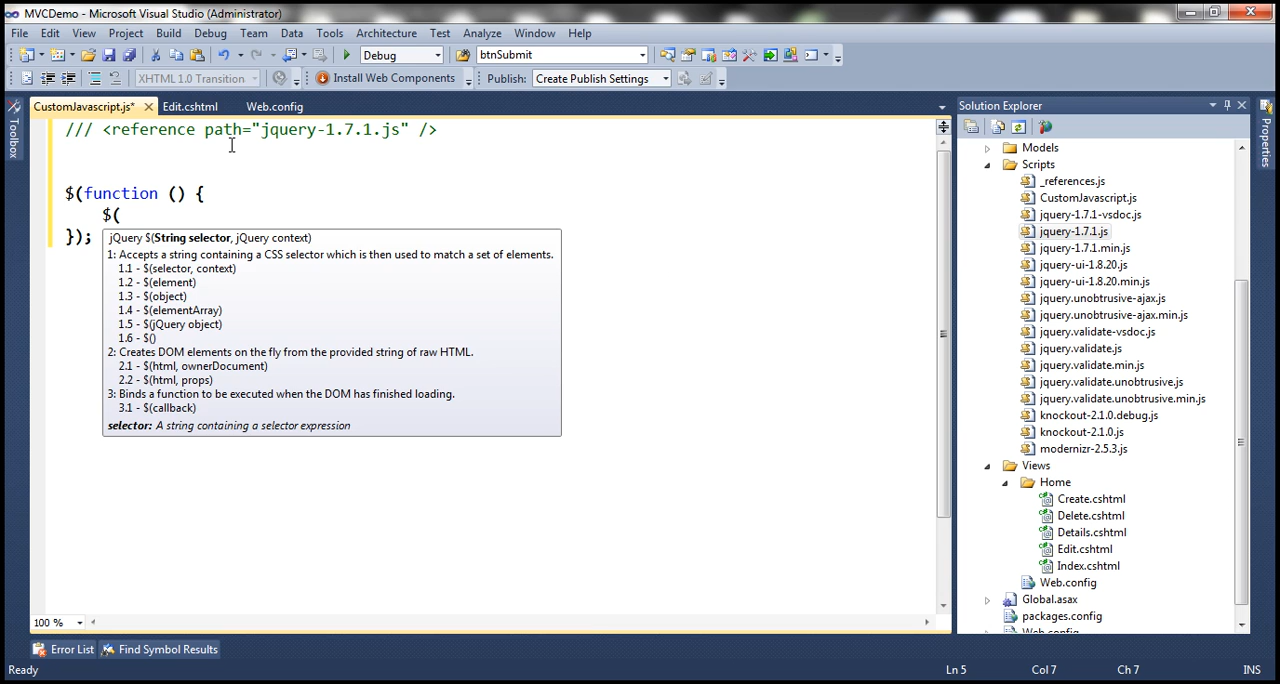 MVCDemo - Microsoft Visual Studio (Administrator)
File Edit View Project Build Debug Team Data Tools Architecture Test Analyze Window Help
Debug btnSubmit
XHTML 1.0 Transition Install Web Components Publish: Create Publish Settings
CustomJavascript.js* Edit.cshtml Web.config
Toolbox
/// <reference path="jquery-1.7.1.js" />
$(function () {
$(
});
jQuery $(String selector, jQuery context)
1: Accepts a string containing a CSS selector which is then used to match a set of elements.
1.1 - $(selector, context)
1.2 - $(element)
1.3 - $(object)
1.4 - $(elementArray)
1.5 - $(jQuery object)
1.6 - $()
2: Creates DOM elements on the fly from the provided string of raw HTML.
2.1 - $(html, ownerDocument)
2.2 - $(html, props)
3: Binds a function to be executed when the DOM has finished loading.
3.1 - $(callback)
selector: A string containing a selector expression
100 %
Solution Explorer
Properties
Models
Scripts
_references.js
CustomJavascript.js
jquery-1.7.1-vsdoc.js
jquery-1.7.1.js
jquery-1.7.1.min.js
jquery-ui-1.8.20.js
jquery-ui-1.8.20.min.js
jquery.unobtrusive-ajax.js
jquery.unobtrusive-ajax.min.js
jquery.validate-vsdoc.js
jquery.validate.js
jquery.validate.min.js
jquery.validate.unobtrusive.js
jquery.validate.unobtrusive.min.js
knockout-2.1.0.debug.js
knockout-2.1.0.js
modernizr-2.5.3.js
Views
Home
Create.cshtml
Delete.cshtml
Details.cshtml
Edit.cshtml
Index.cshtml
Web.config
Global.asax
packages.config
Web.config
Error List Find Symbol Results
Ready Ln 5 Col 7 Ch 7 INS